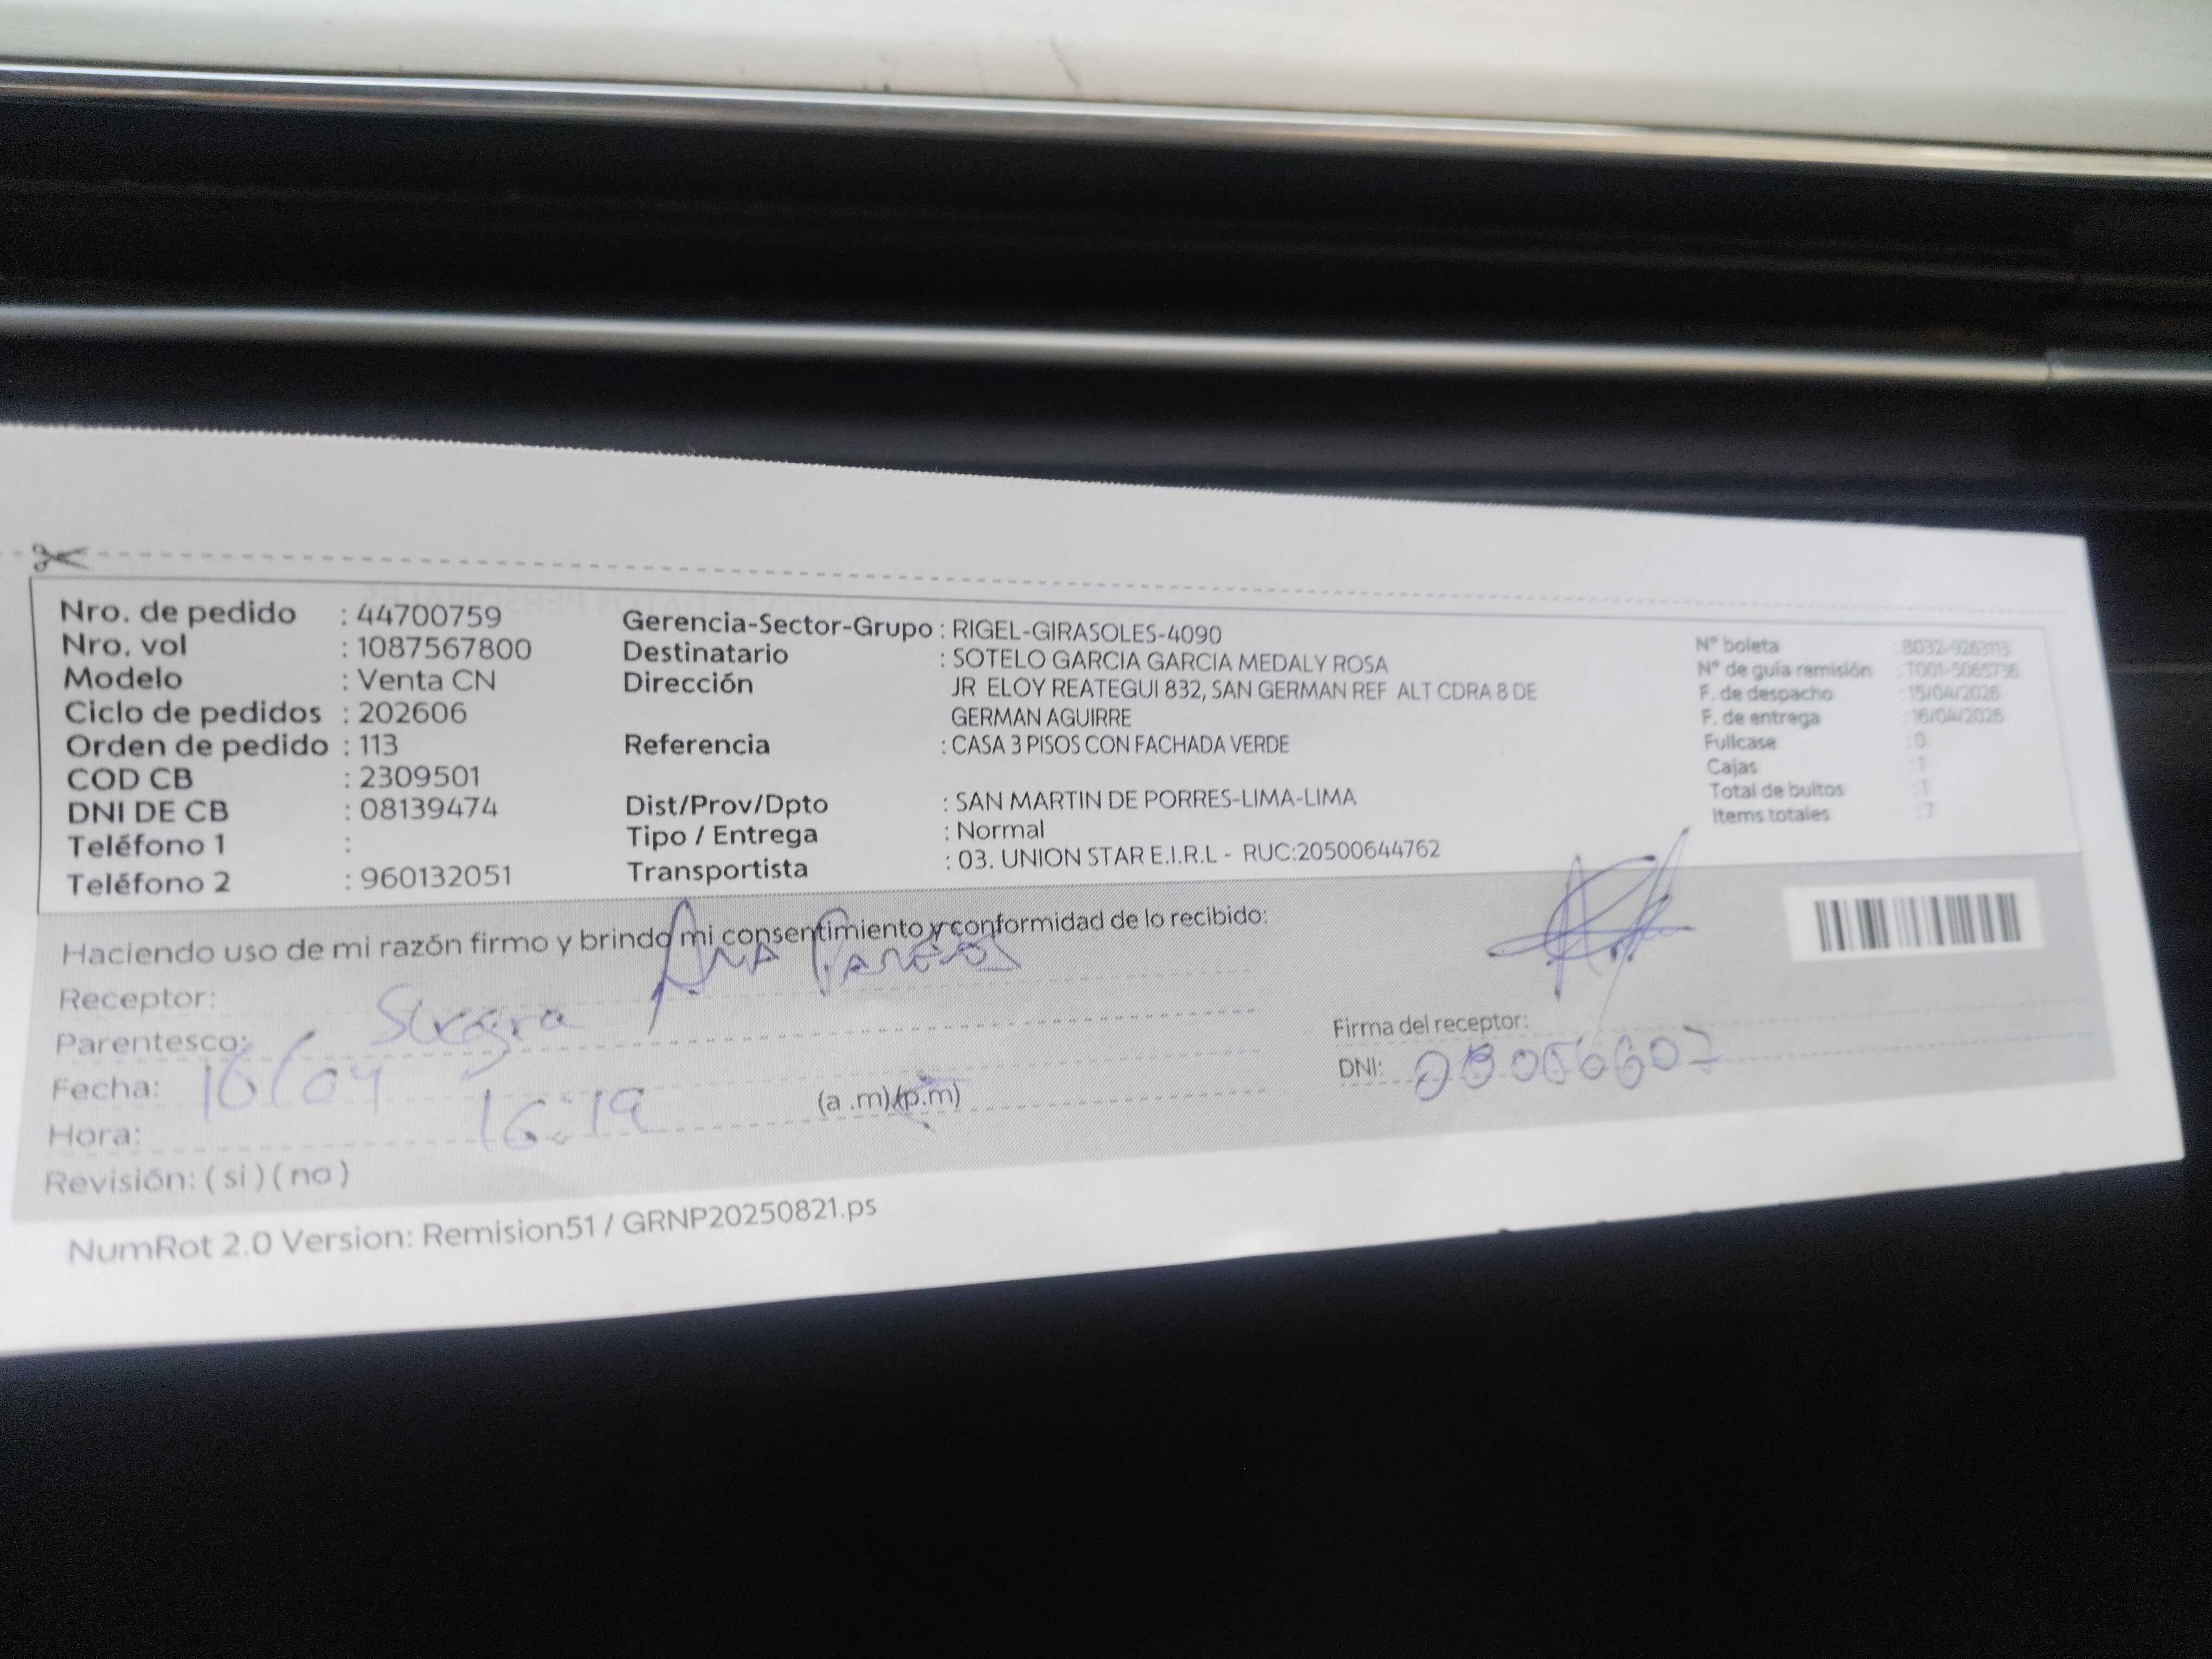 Nro. de pedido : 44700759
Nro. vol : 1087567800
Modelo : Venta CN
Ciclo de pedidos : 202606
Orden de pedido : 113
COD CB : 2309501
DNI DE CB : 08139474
Teléfono 1 :
Teléfono 2 : 960132051
Gerencia-Sector-Grupo : RIGEL-GIRASOLES-4090
Destinatario : SOTELO GARCIA GARCIA MEDALY ROSA
Dirección JR ELOY REATEGUI 832, SAN GERMAN REF ALT CDRA 8 DE
GERMAN AGUIRRE
Referencia : CASA 3 PISOS CON FACHADA VERDE
Dist/Prov/Dpto : SAN MARTIN DE PORRES-LIMA-LIMA
Tipo / Entrega : Normal
Transportista : 03. UNION STAR E.I.R.L - RUC:20500644762
N° boleta : B032-9263113
N° de guía remisión : T001-5065736
F. de despacho : 15/04/2026
F. de entrega : 16/04/2026
Fullcase : 0
Cajas : 1
Total de bultos : 1
Items totales : 7
Haciendo uso de mi razón firmo y brindo mi consentimiento y conformidad de lo recibido:
Receptor: Ana
Parentesco: Suegra
Fecha: 16/04
Hora: 16:19 (a .m) (p.m)
Revisión: ( si ) ( no )
Firma del receptor:
DNI:
NumRot 2.0 Version: Remision51 / GRNP20250821.ps